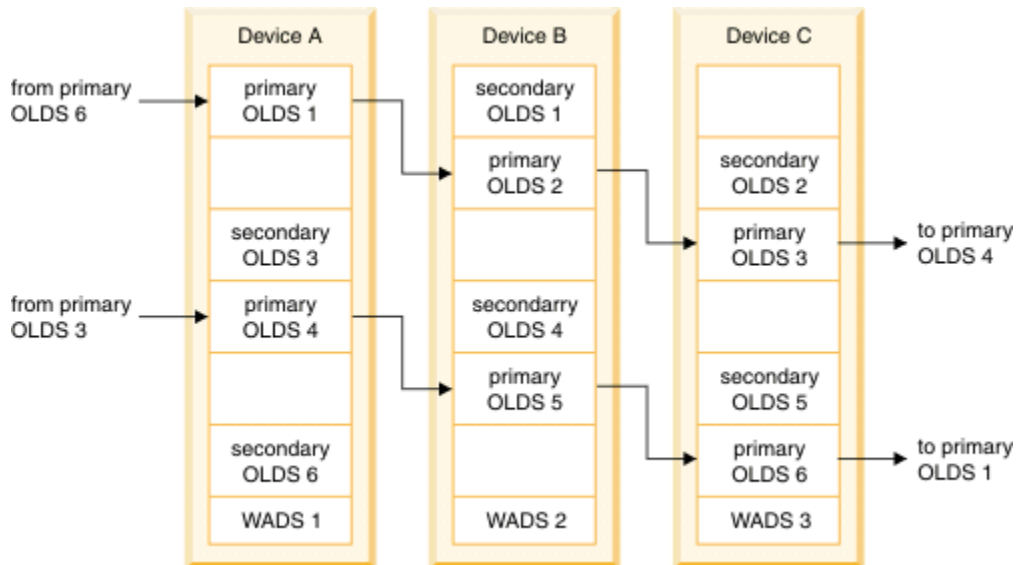 Device A
Device B
Device C
from primary
OLDS 6
primary
OLDS 1
secondary
OLDS 1
primary
OLDS 2
secondary
OLDS 2
secondary
OLDS 3
primary
OLDS 3
to primary
OLDS 4
from primary
OLDS 3
primary
OLDS 4
secondarry
OLDS 4
primary
OLDS 5
secondary
OLDS 5
secondary
OLDS 6
primary
OLDS 6
to primary
OLDS 1
WADS 1
WADS 2
WADS 3